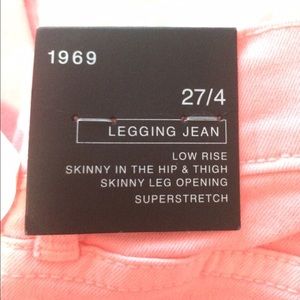 1969
27/4
LEGGING JEAN
LOW RISE
SKINNY IN THE HIP & THIGH
SKINNY LEG OPENING
SUPERSTRETCH